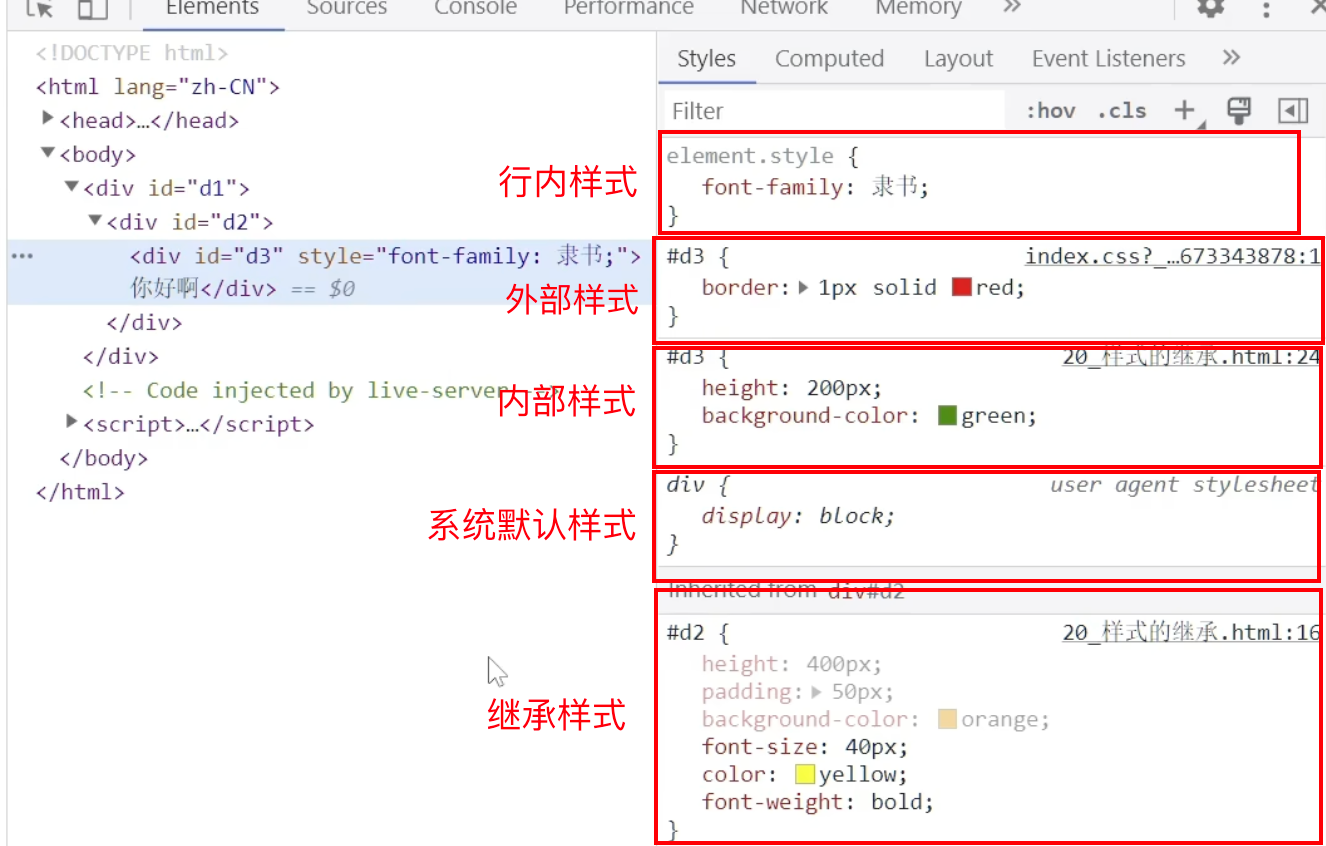 Elements Sources Console Performance Network Memory »
<!DOCTYPE html>
<html lang="zh-CN">
<head>…</head>
<body>
<div id="d1">
<div id="d2">
<div id="d3" style="font-family: 隶书;">
你好啊</div> == $0
</div>
</div>
<!-- Code injected by live-server
<script>…</script>
</body>
</html>
行内样式
外部样式
内部样式
系统默认样式
继承样式
Styles Computed Layout Event Listeners »
Filter :hov .cls +
element.style {
font-family: 隶书;
}
#d3 { index.css?_…673343878:1
border: 1px solid red;
}
#d3 { 20_样式的继承.html:24
height: 200px;
background-color: green;
}
div { user agent stylesheet
display: block;
}
Inherited from div#d2
#d2 { 20_样式的继承.html:16
height: 400px;
padding: 50px;
background-color: orange;
font-size: 40px;
color: yellow;
font-weight: bold;
}